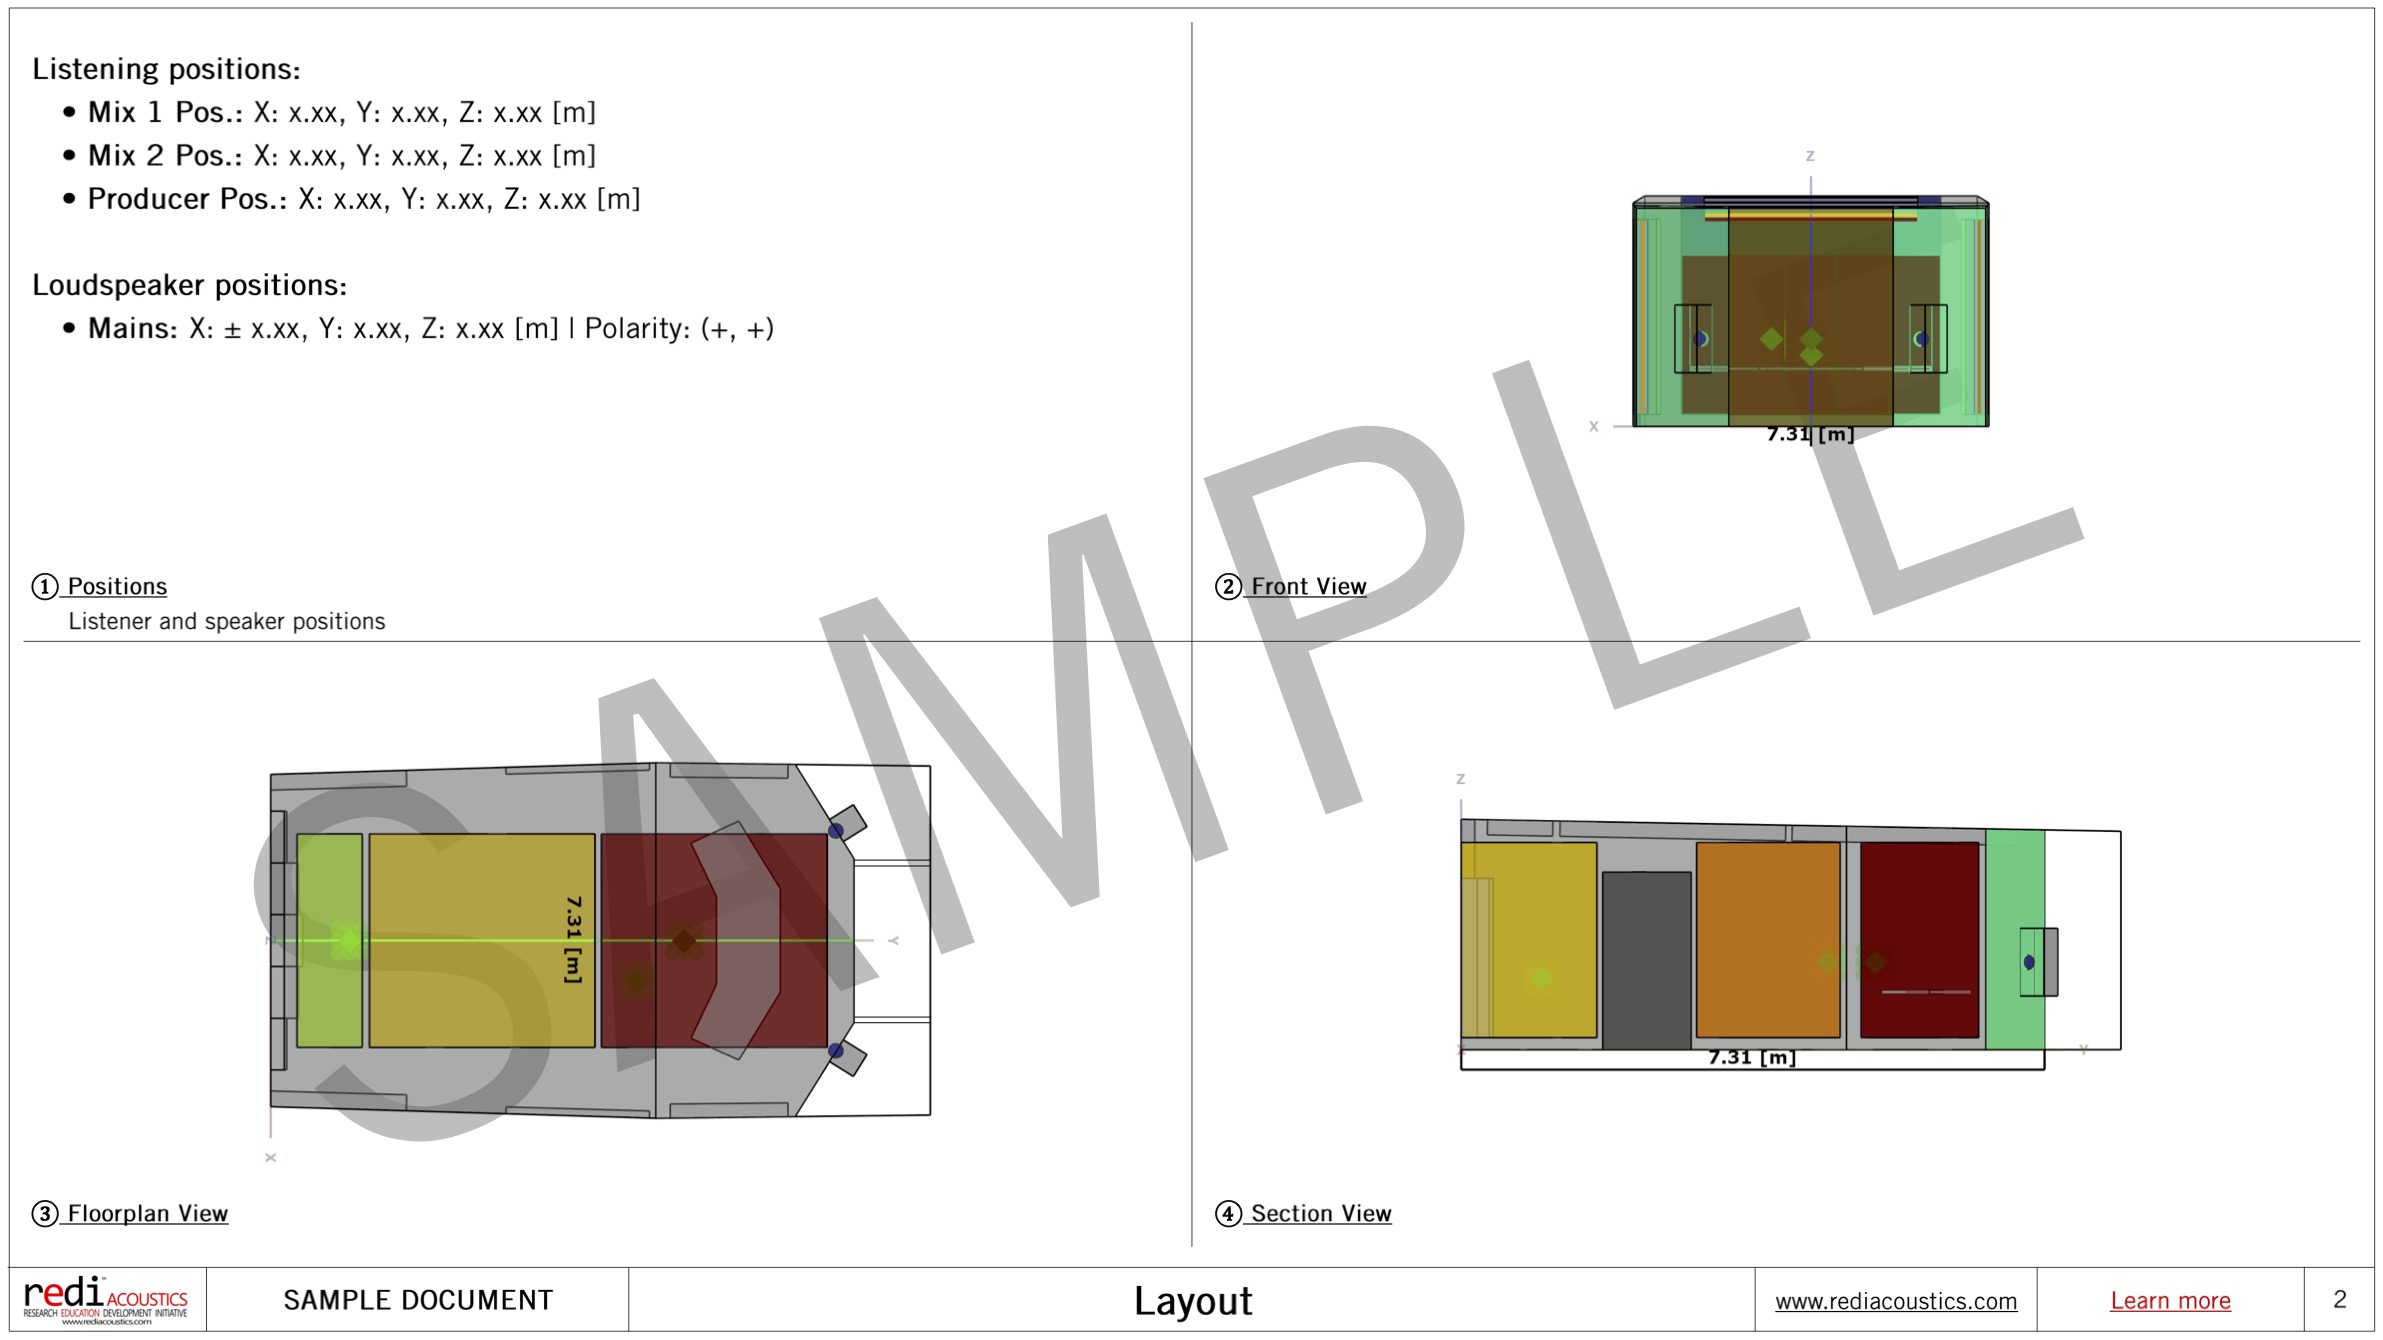 Listening positions:
• Mix 1 Pos.: X: x.xx, Y: x.xx, Z: x.xx [m]
• Mix 2 Pos.: X: x.xx, Y: x.xx, Z: x.xx [m]
• Producer Pos.: X: x.xx, Y: x.xx, Z: x.xx [m]
Loudspeaker positions:
• Mains: X: ± x.xx, Y: x.xx, Z: x.xx [m] | Polarity: (+, +)
① Positions
Listener and speaker positions
Z
X
7.31 [m]
② Front View
SAMPLE
Z
7.31 [m]
Y
X
③ Floorplan View
Z
X
7.31 [m]
Y
④ Section View
redi ACOUSTICS
™
RESEARCH EDUCATION DEVELOPMENT INITIATIVE
www.rediacoustics.com
SAMPLE DOCUMENT
Layout
www.rediacoustics.com
Learn more
2